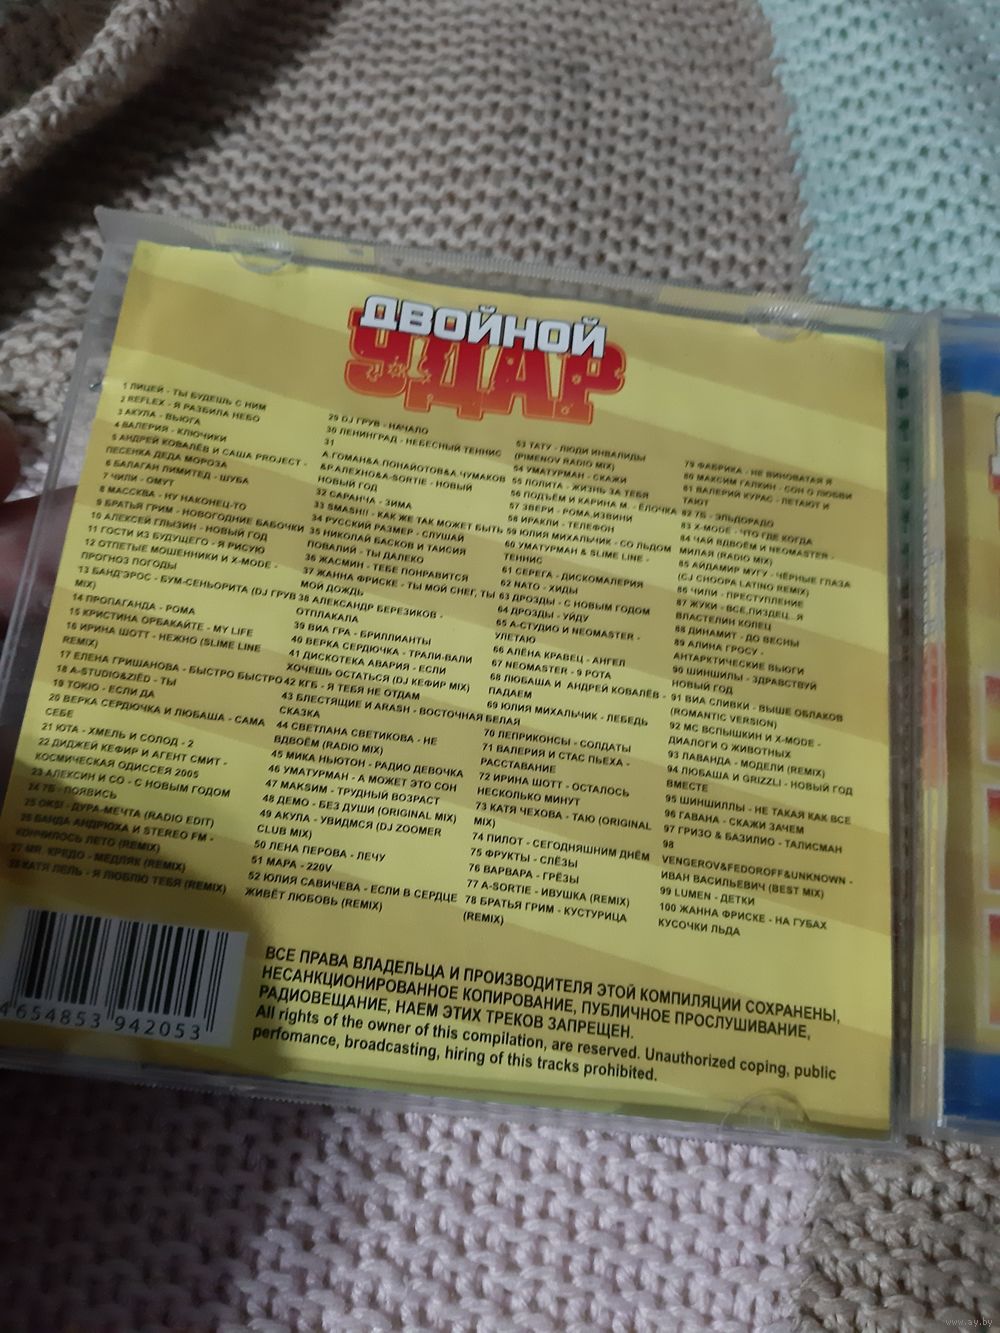 ДВОЙНОЙ
УДАР
1 ЛИЦЕЙ - ТЫ БУДЕШЬ С НИМ
2 REFLEX - Я РАЗБИЛА НЕБО
3 АКУЛА - ВЬЮГА
4 ВАЛЕРИЯ - КЛЮЧИКИ
5 АНДРЕЙ КОВАЛЁВ И САША PROJECT -
ПЕСЕНКА ДЕДА МОРОЗА
6 БАЛАГАН ЛИМИТЕД - ШУБА
7 ЧИЛИ - ОМУТ
8 МАССКВА - НУ НАКОНЕЦ-ТО
9 БРАТЬЯ ГРИМ - НОВОГОДНИЕ БАБОЧКИ
10 АЛЕКСЕЙ ГЛЫЗИН - НОВЫЙ ГОД
11 ГОСТИ ИЗ БУДУЩЕГО - Я РИСУЮ
12 ОТПЕТЫЕ МОШЕННИКИ И X-MODE -
ПРОГНОЗ ПОГОДЫ
13 БАНД'ЭРОС - БУМ-СЕНЬОРИТА (DJ ГРУВ
MIX)
14 ПРОПАГАНДА - РОМА
15 КРИСТИНА ОРБАКАЙТЕ - MY LIFE
16 ИРИНА ШОТТ - НЕЖНО (SLIME LINE
REMIX)
17 ЕЛЕНА ГРИШАНОВА - БЫСТРО БЫСТРО
18 A-STUDIO&ZIËD - ТЫ
19 TOKIO - ЕСЛИ ДА
20 ВЕРКА СЕРДЮЧКА И ЛЮБАША - САМА
СЕБЕ
21 ЮТА - ХМЕЛЬ И СОЛОД - 2
22 ДИДЖЕЙ КЕФИР И АГЕНТ СМИТ -
КОСМИЧЕСКАЯ ОДИССЕЯ 2005
23 АЛЕКСИН И СО - С НОВЫМ ГОДОМ
24 7Б - ПОЯВИСЬ
25 OKSI - ДУРА-МЕЧТА (RADIO EDIT)
26 БАНДА АНДРЮХА И STEREO FM -
КОНЧИЛОСЬ ЛЕТО (REMIX)
27 MR. КРЕДО - МЕДЛЯК (REMIX)
28 КАТЯ ЛЕЛЬ - Я ЛЮБЛЮ ТЕБЯ (REMIX)
29 DJ ГРУВ - НАЧАЛО
30 ЛЕНИНГРАД - НЕБЕСНЫЙ ТЕННИС
31
А.ГОМАН&А.ПОНАЙОТОВ&А.ЧУМАКОВ
&Р.АЛЕХНО&A-SORTIE - НОВЫЙ
НОВЫЙ ГОД
32 САРАНЧА - ЗИМА
33 SMASH!! - КАК ЖЕ ТАК МОЖЕТ БЫТЬ
34 РУССКИЙ РАЗМЕР - СЛУШАЙ
35 НИКОЛАЙ БАСКОВ И ТАИСИЯ
ПОВАЛИЙ - ТЫ ДАЛЕКО
36 ЖАСМИН - ТЕБЕ ПОНРАВИТСЯ
37 ЖАННА ФРИСКЕ - ТЫ МОЙ СНЕГ, ТЫ
МОЙ ДОЖДЬ
38 АЛЕКСАНДР БЕРЕЗИКОВ -
ОТПЛАКАЛА
39 ВИА ГРА - БРИЛЛИАНТЫ
40 ВЕРКА СЕРДЮЧКА - ТРАЛИ-ВАЛИ
41 ДИСКОТЕКА АВАРИЯ - ЕСЛИ
ХОЧЕШЬ ОСТАТЬСЯ (DJ КЕФИР MIX)
42 КГБ - Я ТЕБЯ НЕ ОТДАМ
43 БЛЕСТЯЩИЕ И ARASH - ВОСТОЧНАЯ
СКАЗКА
44 СВЕТЛАНА СВЕТИКОВА - НЕ
ВДВОЁМ (RADIO MIX)
45 МИКА НЬЮТОН - РАДИО ДЕВОЧКА
46 УМАТУРМАН - А МОЖЕТ ЭТО СОН
47 МАКSИМ - ТРУДНЫЙ ВОЗРАСТ
48 ДЕМО - БЕЗ ДУШИ (ORIGINAL MIX)
49 АКУЛА - УВИДМСЯ (DJ ZOOMER
CLUB MIX)
50 ЛЕНА ПЕРОВА - ЛЕЧУ
51 МАРА - 220V
52 ЮЛИЯ САВИЧЕВА - ЕСЛИ В СЕРДЦЕ
ЖИВЁТ ЛЮБОВЬ (REMIX)
53 ТАТУ - ЛЮДИ ИНВАЛИДЫ
(PIMENOV RADIO MIX)
54 УМАТУРМАН - СКАЖИ
55 ЛОЛИТА - ЖИЗНЬ ЗА ТЕБЯ
56 ПОДЪЁМ И КАРИНА М. - ЁЛОЧКА
57 ЗВЕРИ - РОМА,ИЗВИНИ
58 ИРАКЛИ - ТЕЛЕФОН
59 ЮЛИЯ МИХАЛЬЧИК - СО ЛЬДОМ
60 УМАТУРМАН & SLIME LINE -
ТЕННИС
61 СЕРЕГА - ДИСКОМАЛЕРИЯ
62 NATO - ХИДЫ
63 ДРОЗДЫ - С НОВЫМ ГОДОМ
64 ДРОЗДЫ - УЙДУ
65 А-СТУДИО И NEOMASTER -
УЛЕТАЮ
66 АЛЁНА КРАВЕЦ - АНГЕЛ
67 NEOMASTER - 9 РОТА
68 ЛЮБАША И АНДРЕЙ КОВАЛЁВ -
ПАДАЕМ
69 ЮЛИЯ МИХАЛЬЧИК - ЛЕБЕДЬ
БЕЛАЯ
70 ЛЕПРИКОНСЫ - СОЛДАТЫ
71 ВАЛЕРИЯ И СТАС ПЬЕХА -
РАССТАВАНИЕ
72 ИРИНА ШОТТ - ОСТАЛОСЬ
НЕСКОЛЬКО МИНУТ
73 КАТЯ ЧЕХОВА - ТАЮ (ORIGINAL
MIX)
74 ПИЛОТ - СЕГОДНЯШНИМ ДНЁМ
75 ФРУКТЫ - СЛЁЗЫ
76 ВАРВАРА - ГРЁЗЫ
77 A-SORTIE - ИВУШКА (REMIX)
78 БРАТЬЯ ГРИМ - КУСТУРИЦА
(REMIX)
79 ФАБРИКА - НЕ ВИНОВАТАЯ Я
80 МАКСИМ ГАЛКИН - СОН О ЛЮБВИ
81 ВАЛЕРИЙ КУРАС - ЛЕТАЮТ И
ТАЮТ
82 7Б - ЭЛЬДОРАДО
83 X-MODE - ЧТО ГДЕ КОГДА
84 ЧАЙ ВДВОЁМ И NEOMASTER -
МИЛАЯ (RADIO MIX)
85 АЙДАМИР МУГУ - ЧЁРНЫЕ ГЛАЗА
(CJ CHOOPA LATINO REMIX)
86 ЧИЛИ - ПРЕСТУПЛЕНИЕ
87 ЖУКИ - ВСЕ,ПИЗДЕЦ...Я
ВЛАСТЕЛИН КОЛЕЦ
88 ДИНАМИТ - ДО ВЕСНЫ
89 АЛИНА ГРОСУ -
АНТАРКТИЧЕСКИЕ ВЬЮГИ
90 ШИНШИЛЫ - ЗДРАВСТВУЙ
НОВЫЙ ГОД
91 ВИА СЛИВКИ - ВЫШЕ ОБЛАКОВ
(ROMANTIC VERSION)
92 МС ВСПЫШКИН И X-MODE -
ДИАЛОГИ О ЖИВОТНЫХ
93 ЛАВАНДА - МОДЕЛИ (REMIX)
94 ЛЮБАША И GRIZZLI - НОВЫЙ ГОД
ВМЕСТЕ
95 ШИНШИЛЛЫ - НЕ ТАКАЯ КАК ВСЕ
96 ГАВАНА - СКАЖИ ЗАЧЕМ
97 ГРИЗО & БАЗИЛИО - ТАЛИСМАН
98
VENGEROV&FEDOROFF&UNKNOWN -
ИВАН ВАСИЛЬЕВИЧ (BEST MIX)
99 LUMEN - ДЕТКИ
100 ЖАННА ФРИСКЕ - НА ГУБАХ
КУСОЧКИ ЛЬДА
4 654853 942053
ВСЕ ПРАВА ВЛАДЕЛЬЦА И ПРОИЗВОДИТЕЛЯ ЭТОЙ КОМПИЛЯЦИИ СОХРАНЕНЫ,
НЕСАНКЦИОНИРОВАННОЕ КОПИРОВАНИЕ, ПУБЛИЧНОЕ ПРОСЛУШИВАНИЕ,
РАДИОВЕЩАНИЕ, НАЕМ ЭТИХ ТРЕКОВ ЗАПРЕЩЕН.
All rights of the owner of this compilation, are reserved. Unauthorized coping, public
perfomance, broadcasting, hiring of this tracks prohibited.
www.ay.by